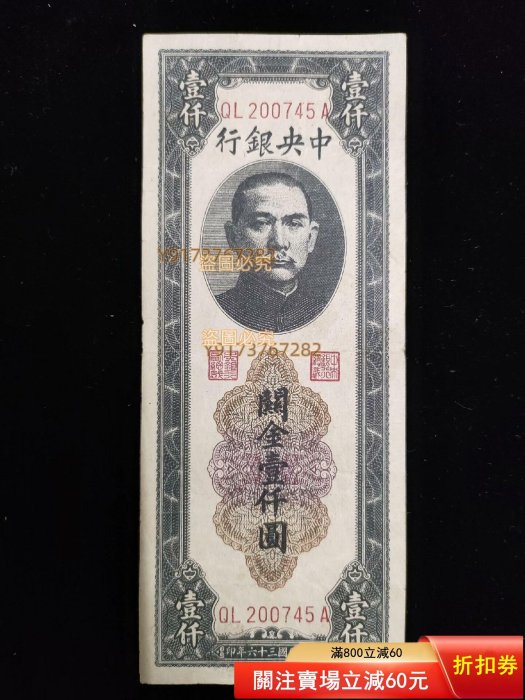 壹仟
壹仟
QL 200745 A
行銀央中
Y9173767282
盜圖必究
盜圖必究
Y9173767282
關金壹仟圓
QL 200745 A
壹仟
壹仟
印年六十三國
滿800立減60
關注賣場立減60元
折扣券